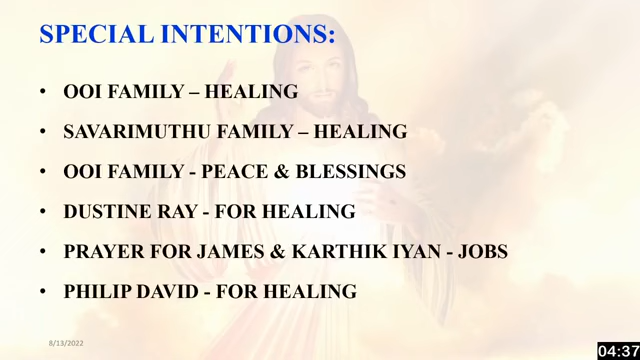 SPECIAL INTENTIONS:
• OOI FAMILY – HEALING
• SAVARIMUTHU FAMILY – HEALING
• OOI FAMILY - PEACE & BLESSINGS
• DUSTINE RAY - FOR HEALING
• PRAYER FOR JAMES & KARTHIK IYAN - JOBS
• PHILIP DAVID - FOR HEALING
8/13/2022
04:37